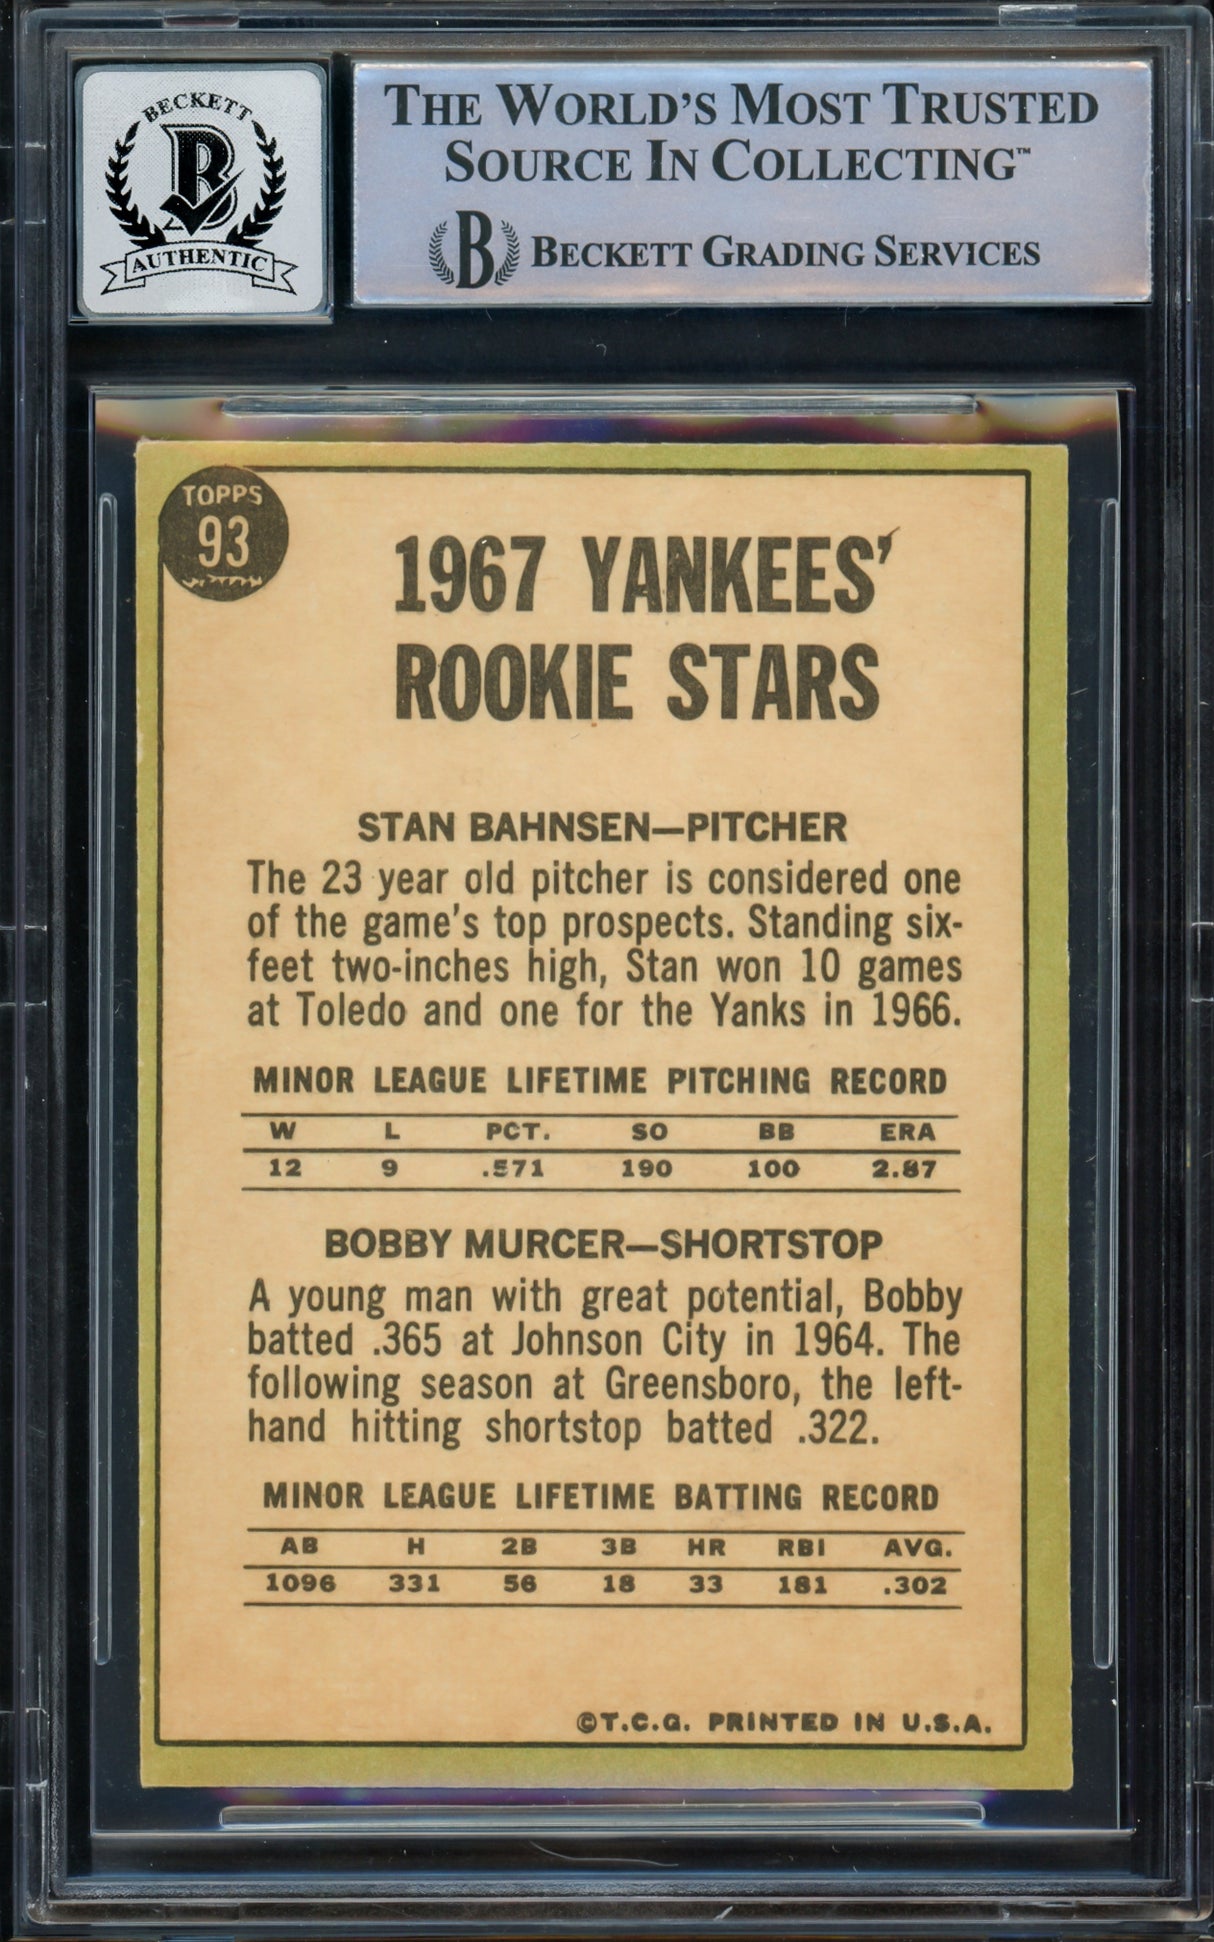 BECKETT
B
AUTHENTIC
THE WORLD'S MOST TRUSTED
SOURCE IN COLLECTING™
B BECKETT GRADING SERVICES
TOPPS
93
1967 YANKEES'
ROOKIE STARS
STAN BAHNSEN—PITCHER
The 23 year old pitcher is considered one
of the game's top prospects. Standing six-
feet two-inches high, Stan won 10 games
at Toledo and one for the Yanks in 1966.
MINOR LEAGUE LIFETIME PITCHING RECORD
W L PCT. SO BB ERA
12 9 .571 190 100 2.87
BOBBY MURCER—SHORTSTOP
A young man with great potential, Bobby
batted .365 at Johnson City in 1964. The
following season at Greensboro, the left-
hand hitting shortstop batted .322.
MINOR LEAGUE LIFETIME BATTING RECORD
AB H 2B 3B HR RBI AVG.
1096 331 56 18 33 181 .302
©T.C.G. PRINTED IN U.S.A.